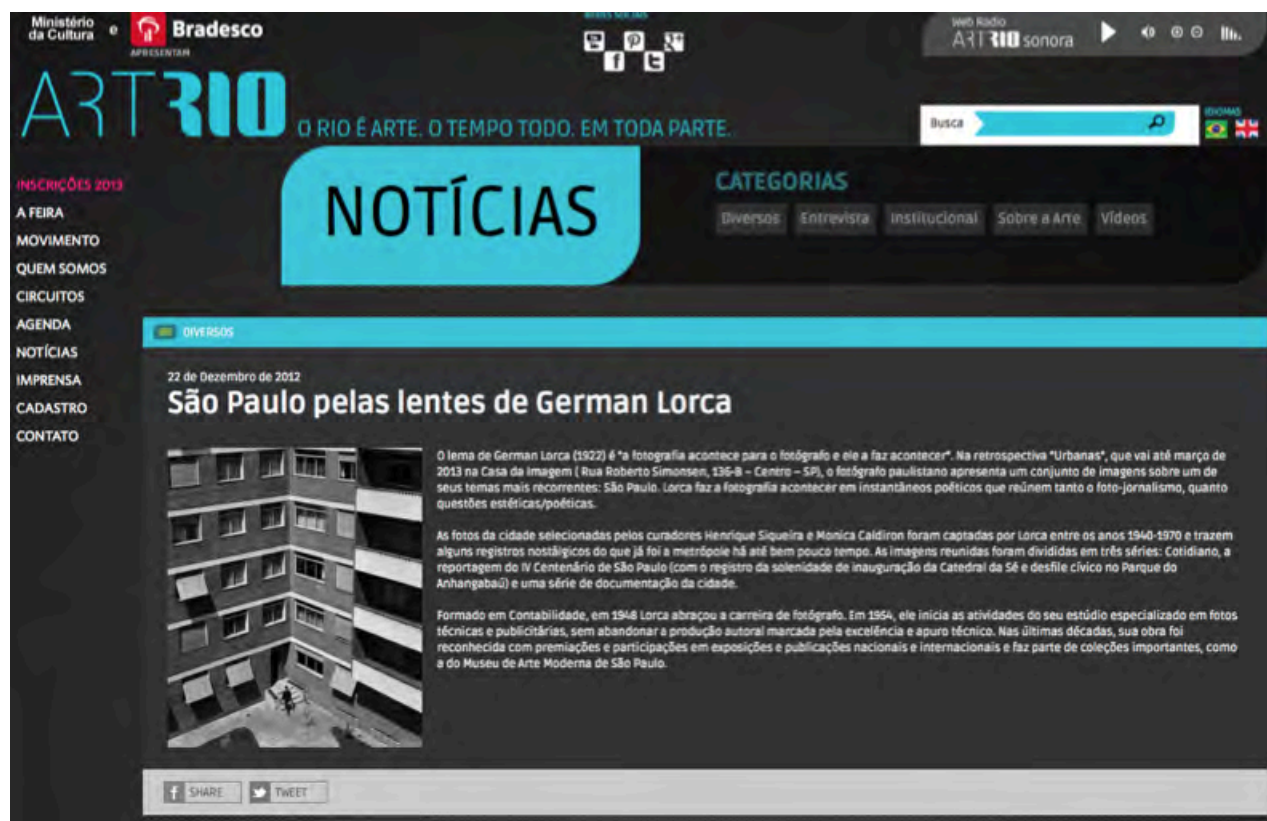 Ministério
da Cultura e Bradesco
APRESENTAM
REDES SOCIAIS
Web Radio
ARTRIO sonora
ARTRIO
O RIO É ARTE. O TEMPO TODO. EM TODA PARTE.
Busca
IDIOMAS
INSCRIÇÕES 2013
A FEIRA
MOVIMENTO
QUEM SOMOS
CIRCUITOS
AGENDA
NOTÍCIAS
IMPRENSA
CADASTRO
CONTATO
NOTÍCIAS
CATEGORIAS
Diversos Entrevista Institucional Sobre a Arte Vídeos
DIVERSOS
22 de Dezembro de 2012
São Paulo pelas lentes de German Lorca
O lema de German Lorca (1922) é "a fotografia acontece para o fotógrafo e ele a faz acontecer". Na retrospectiva "Urbanas", que vai até março de
2013 na Casa da Imagem ( Rua Roberto Simonsen, 136-B – Centro – SP), o fotógrafo paulistano apresenta um conjunto de imagens sobre um de
seus temas mais recorrentes: São Paulo. Lorca faz a fotografia acontecer em instantâneos poéticos que reúnem tanto o foto-jornalismo, quanto
questões estéticas/poéticas.
As fotos da cidade selecionadas pelos curadores Henrique Siqueira e Monica Caldiron foram captadas por Lorca entre os anos 1940-1970 e trazem
alguns registros nostálgicos do que já foi a metrópole há até bem pouco tempo. As imagens reunidas foram divididas em três séries: Cotidiano, a
reportagem do IV Centenário de São Paulo (com o registro da solenidade de inauguração da Catedral da Sé e desfile cívico no Parque do
Anhangabaú) e uma série de documentação da cidade.
Formado em Contabilidade, em 1948 Lorca abraçou a carreira de fotógrafo. Em 1954, ele inicia as atividades do seu estúdio especializado em fotos
técnicas e publicitárias, sem abandonar a produção autoral marcada pela excelência e apuro técnico. Nas últimas décadas, sua obra foi
reconhecida com premiações e participações em exposições e publicações nacionais e internacionais e faz parte de coleções importantes, como
a do Museu de Arte Moderna de São Paulo.
SHARE TWEET